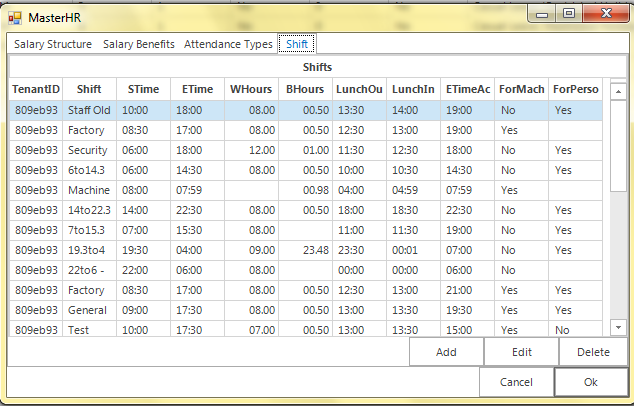 MasterHR
Salary Structure Salary Benefits Attendance Types Shift
Shifts
TenantID Shift STime ETime WHours BHours LunchOu LunchIn ETimeAc ForMach ForPerso
809eb93 Staff Old 10:00 18:00 08.00 00.50 13:30 14:00 19:00 No Yes
809eb93 Factory 08:30 17:00 08.00 00.50 12:30 13:00 19:00 Yes
809eb93 Security 06:00 18:00 12.00 01.00 11:30 12:30 18:00 No Yes
809eb93 6to14.3 06:00 14:30 08.00 00.50 10:00 10:30 14:30 No Yes
809eb93 Machine 08:00 07:59 00.98 04:00 04:59 07:59 Yes
809eb93 14to22.3 14:00 22:30 08.00 00.50 18:00 18:30 22:30 No Yes
809eb93 7to15.3 07:00 15:30 08.00 11:00 11:30 19:00 No Yes
809eb93 19.3to4 19:30 04:00 09.00 23.48 23:30 00:01 07:00 No Yes
809eb93 22to6 - 22:00 06:00 08.00 00:00 00:00 06:00 No
809eb93 Factory 08:30 17:00 08.00 00.50 12:30 13:00 21:00 Yes Yes
809eb93 General 09:00 17:30 08.00 00.50 13:00 13:30 19:30 Yes Yes
809eb93 Test 10:00 17:30 07.00 00.50 13:00 13:30 15:00 Yes No
Add Edit Delete
Cancel Ok